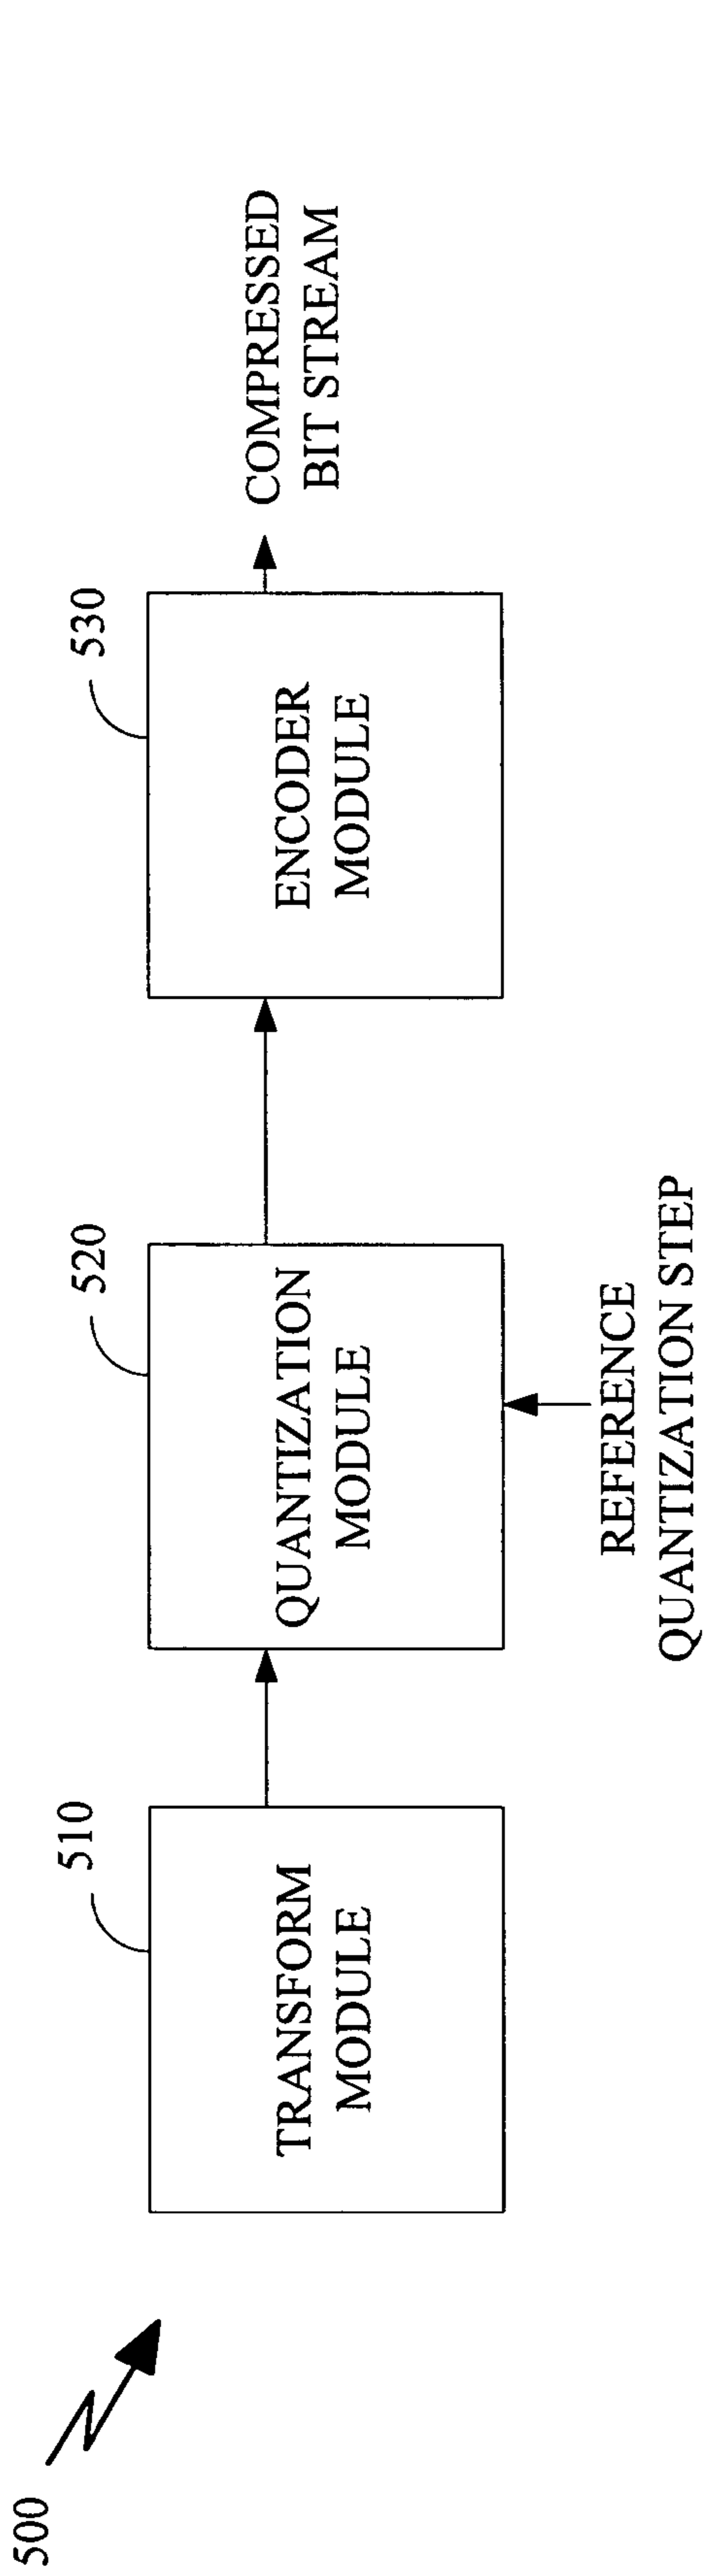 500
510
TRANSFORM
MODULE
520
QUANTIZATION
MODULE
REFERENCE
QUANTIZATION STEP
530
ENCODER
MODULE
COMPRESSED
BIT STREAM